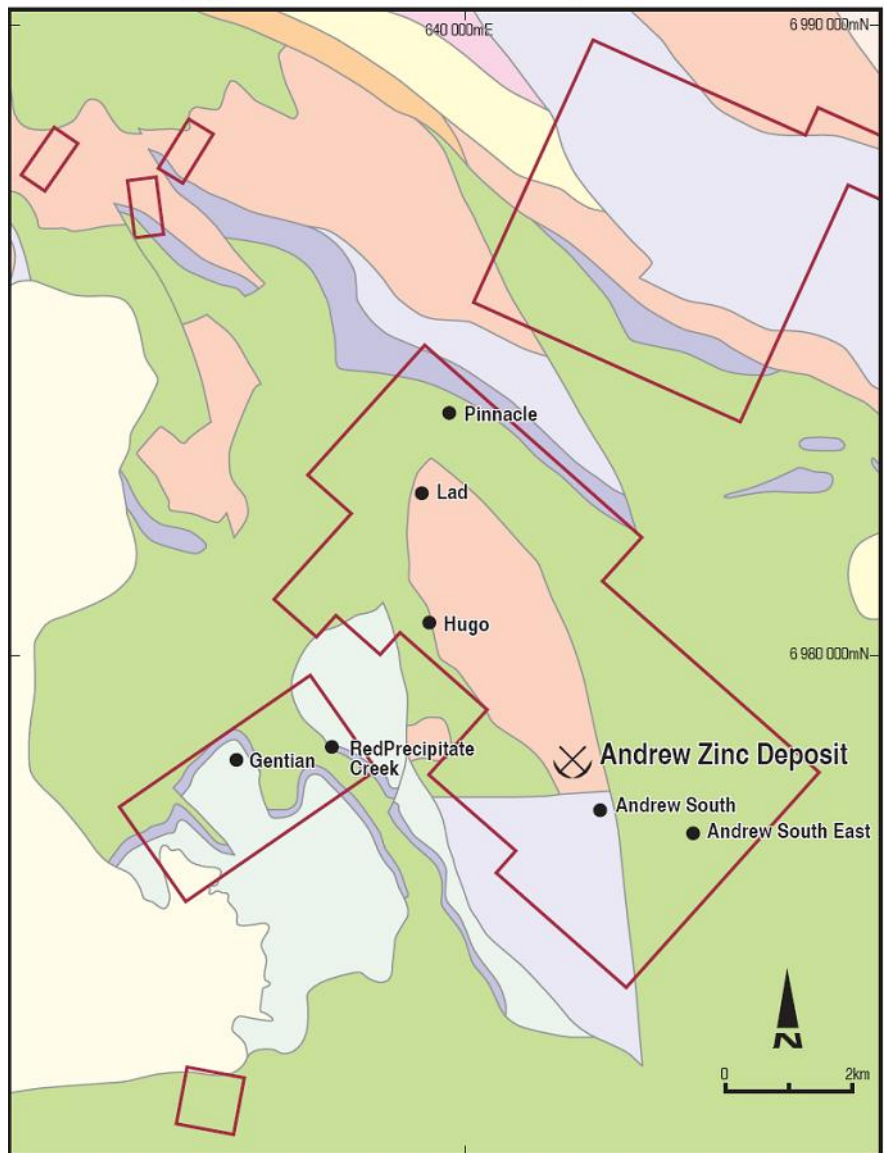 640 000mE
6 990 000mN
Pinnacle
Lad
Hugo
6 980 000mN
Andrew Zinc Deposit
RedPrecipitate
Creek
Gentian
Andrew South
Andrew South East
N
0 2km